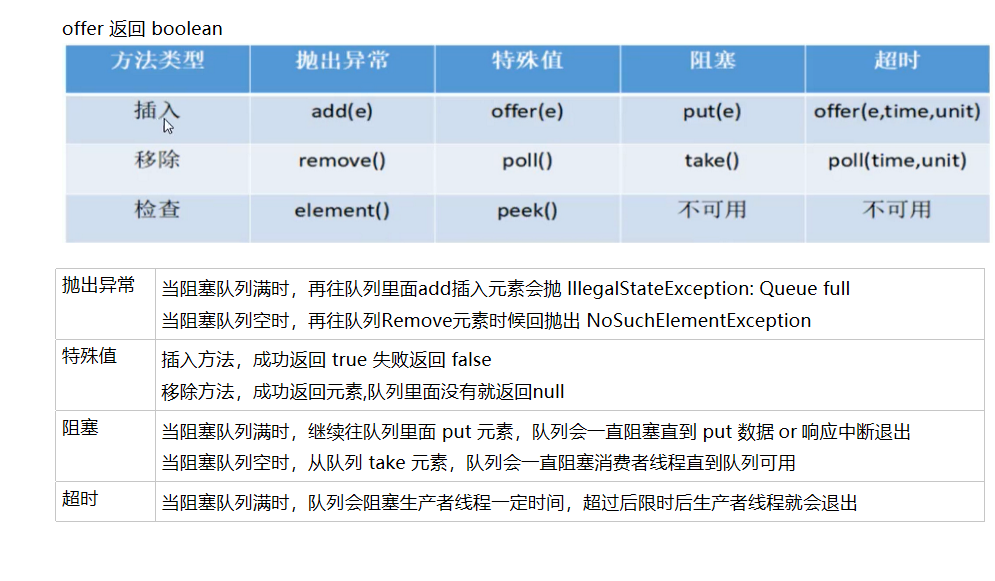 offer 返回 boolean
方法类型 抛出异常 特殊值 阻塞 超时
插入 add(e) offer(e) put(e) offer(e,time,unit)
移除 remove() poll() take() poll(time,unit)
检查 element() peek() 不可用 不可用
抛出异常 当阻塞队列满时，再往队列里面add插入元素会抛 IllegalStateException: Queue full
当阻塞队列空时，再往队列Remove元素时候回抛出 NoSuchElementException
特殊值 插入方法，成功返回 true 失败返回 false
移除方法，成功返回元素,队列里面没有就返回null
阻塞 当阻塞队列满时，继续往队列里面 put 元素，队列会一直阻塞直到 put 数据 or 响应中断退出
当阻塞队列空时，从队列 take 元素，队列会一直阻塞消费者线程直到队列可用
超时 当阻塞队列满时，队列会阻塞生产者线程一定时间，超过后限时后生产者线程就会退出